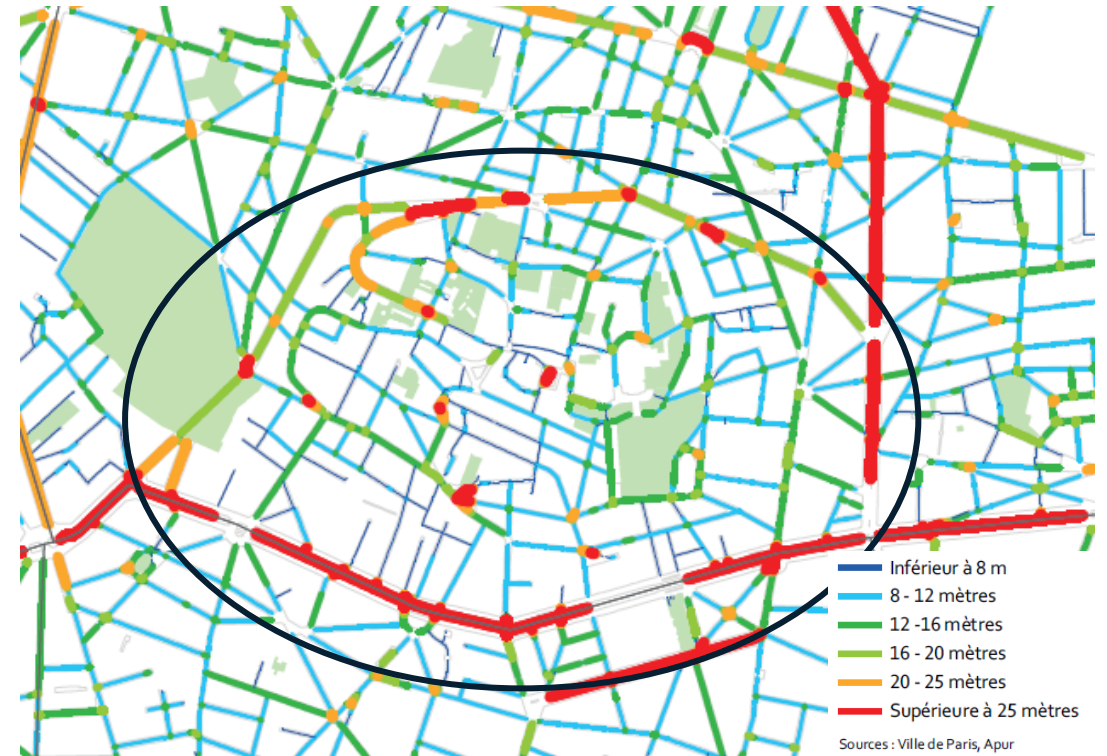 Inférieur à 8 m
8 - 12 mètres
12 -16 mètres
16 - 20 mètres
20 - 25 mètres
Supérieure à 25 mètres
Sources : Ville de Paris, Apur